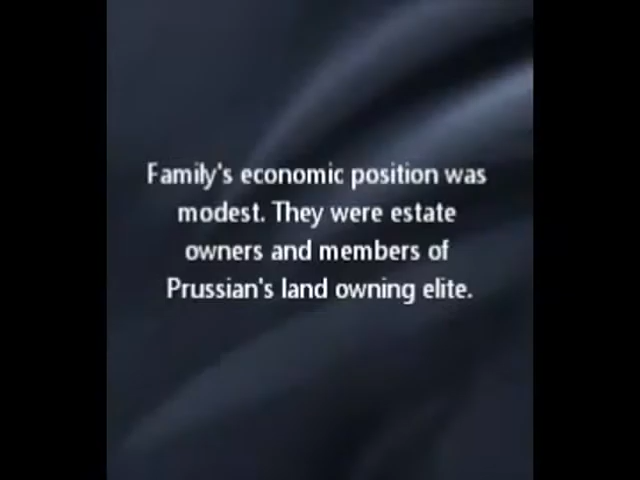 Family's economic position was
modest. They were estate
owners and members of
Prussian's land owning elite.